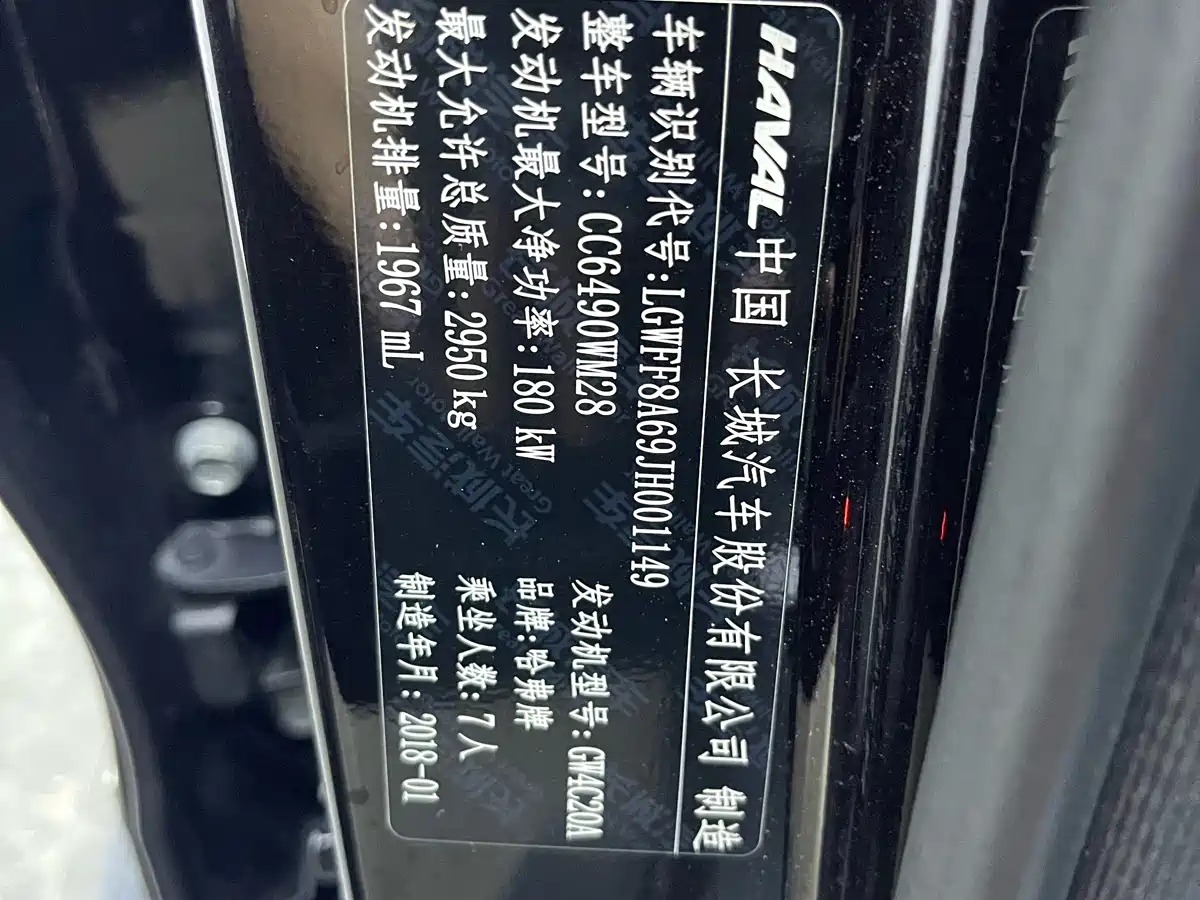 HAVAL 中国 长城汽车股份有限公司 制造
车辆识别代号:LGWFF8A69JH001149
整车型号:CC6490WM28 发动机型号:GW4C20A
发动机最大净功率:180 kW 品牌:哈弗牌
最大允许总质量:2950 kg 乘坐人数:7人
发动机排量:1967 mL 制造年月:2018-01